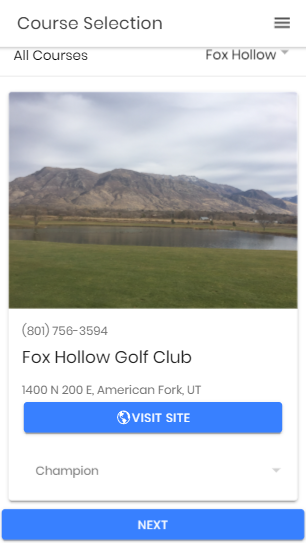 Course Selection
All Courses
Fox Hollow
(801) 756-3594
Fox Hollow Golf Club
1400 N 200 E, American Fork, UT
VISIT SITE
Champion
NEXT